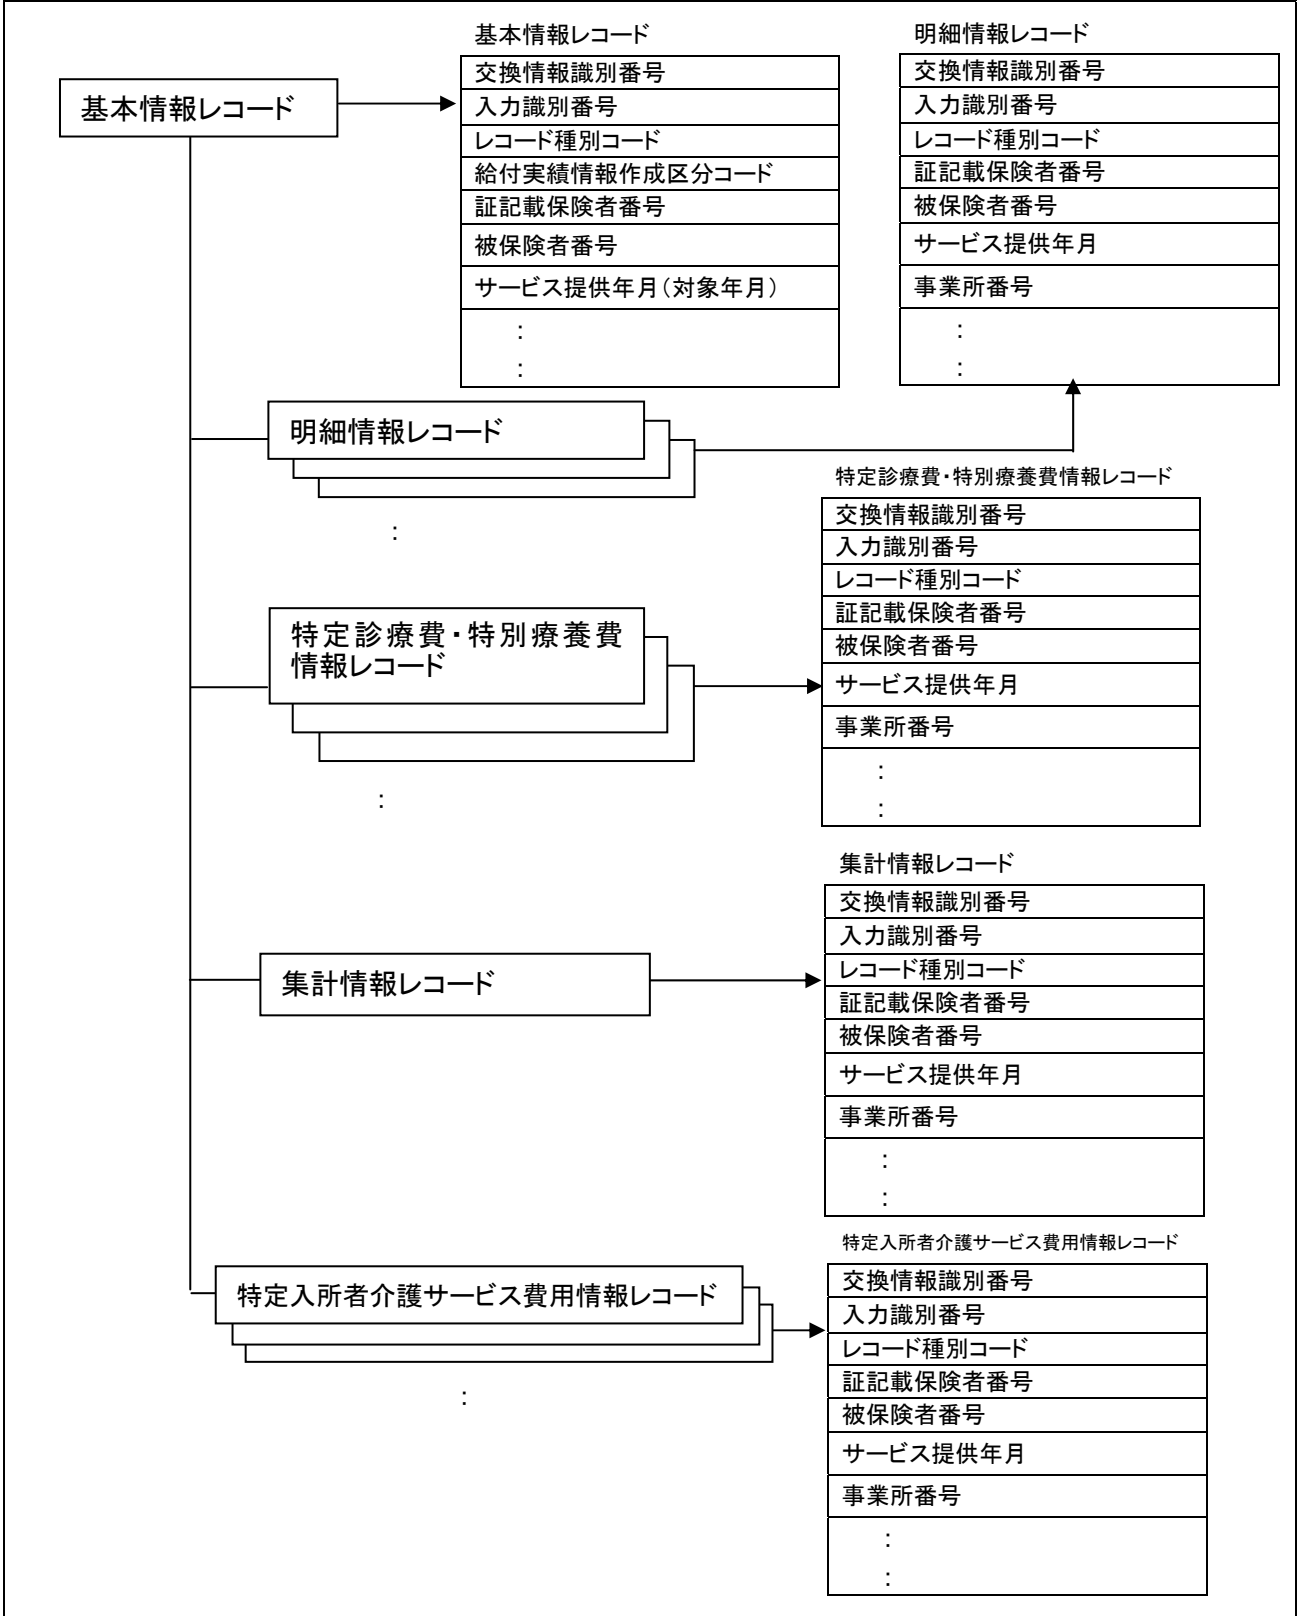 基本情報レコード
基本情報レコード
交換情報識別番号
入力識別番号
レコード種別コード
給付実績情報作成区分コード
証記載保険者番号
被保険者番号
サービス提供年月(対象年月)
:
:
明細情報レコード
交換情報識別番号
入力識別番号
レコード種別コード
証記載保険者番号
被保険者番号
サービス提供年月
事業所番号
:
:
明細情報レコード
:
特定診療費・特別療養費
情報レコード
:
特定診療費・特別療養費情報レコード
交換情報識別番号
入力識別番号
レコード種別コード
証記載保険者番号
被保険者番号
サービス提供年月
事業所番号
:
:
集計情報レコード
集計情報レコード
交換情報識別番号
入力識別番号
レコード種別コード
証記載保険者番号
被保険者番号
サービス提供年月
事業所番号
:
:
特定入所者介護サービス費用情報レコード
:
特定入所者介護サービス費用情報レコード
交換情報識別番号
入力識別番号
レコード種別コード
証記載保険者番号
被保険者番号
サービス提供年月
事業所番号
:
: